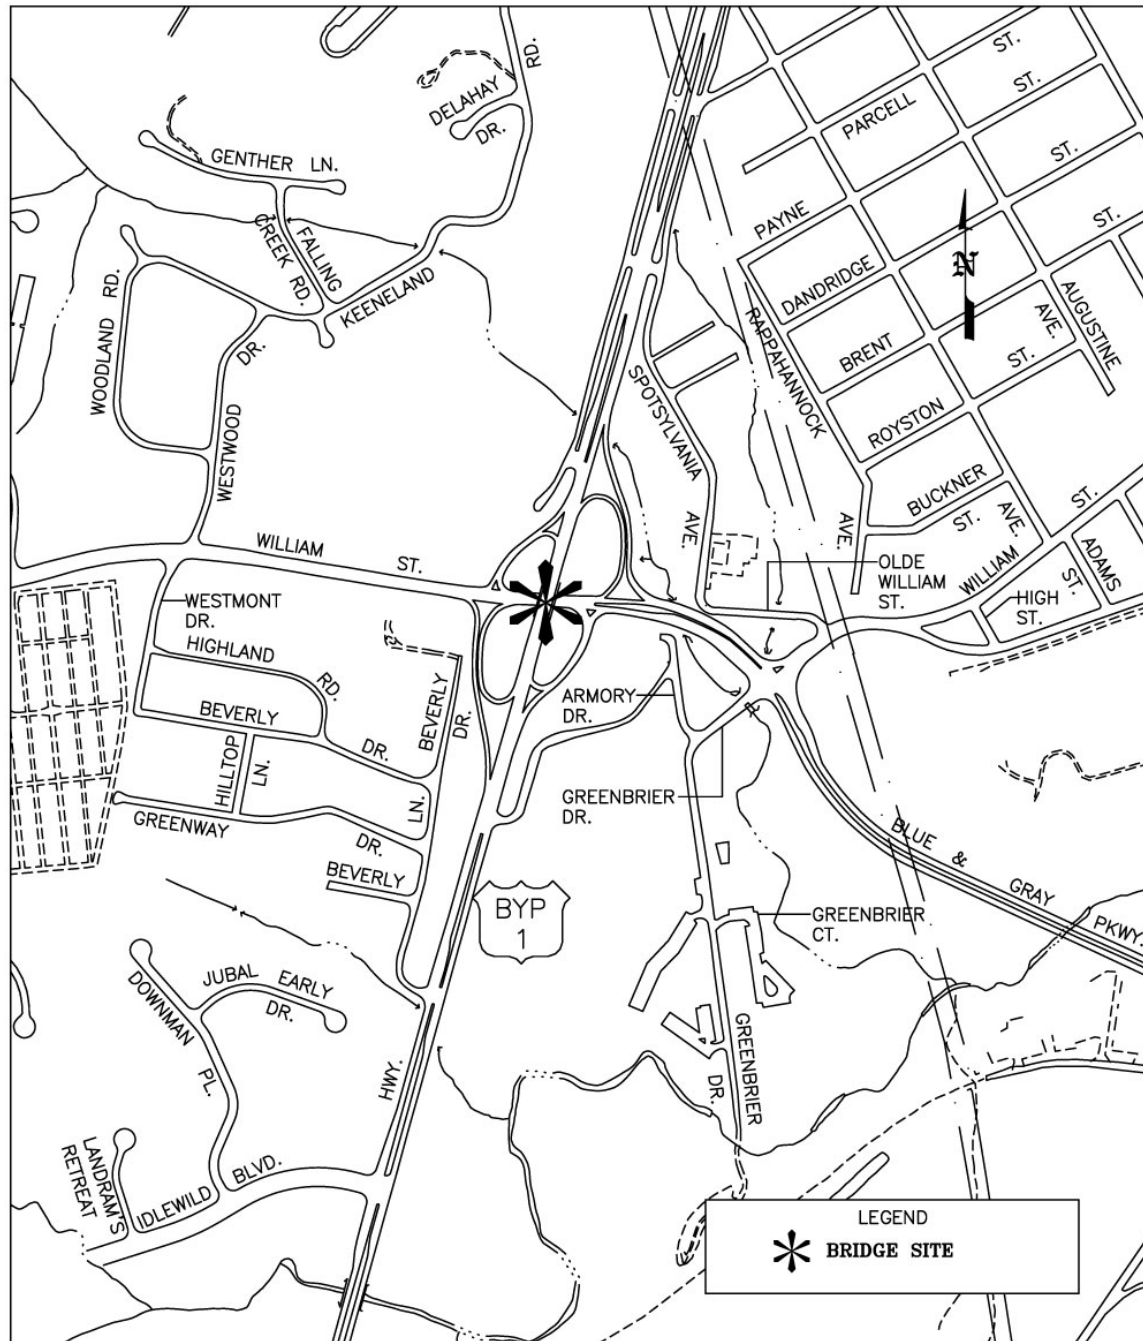 RD.
DELAHAY
DR.
GENTHER LN.
FALLING
CREEK RD.
KEENELAND
WOODLAND RD.
DR.
WESTWOOD
ST.
ST.
PARCELL
ST.
PAYNE
ST.
DANDRIDGE
N
BRENT
AVE.
AUGUSTINE
ST.
RAPPAHANNOCK
SPOTSYLVANIA
ROYSTON
BUCKNER
ST.
AVE.
ST.
AVE.
AVE.
WILLIAM
ST.
WILLIAM
ADAMS
ST.
OLDE
WILLIAM
ST.
HIGH
ST.
WESTMONT
DR.
HIGHLAND
RD.
BEVERLY
DR.
BEVERLY
DR.
HILLTOP
LN.
GREENWAY
DR.
LN.
BEVERLY
ARMORY
DR.
GREENBRIER
DR.
BLUE &
GRAY
PKWY.
BYP
1
GREENBRIER
CT.
JUBAL EARLY
DR.
DOWNMAN
PL.
HWY.
GREENBRIER
DR.
LANDRAM'S
RETREAT
IDLEWILD
BLVD.
LEGEND
BRIDGE SITE